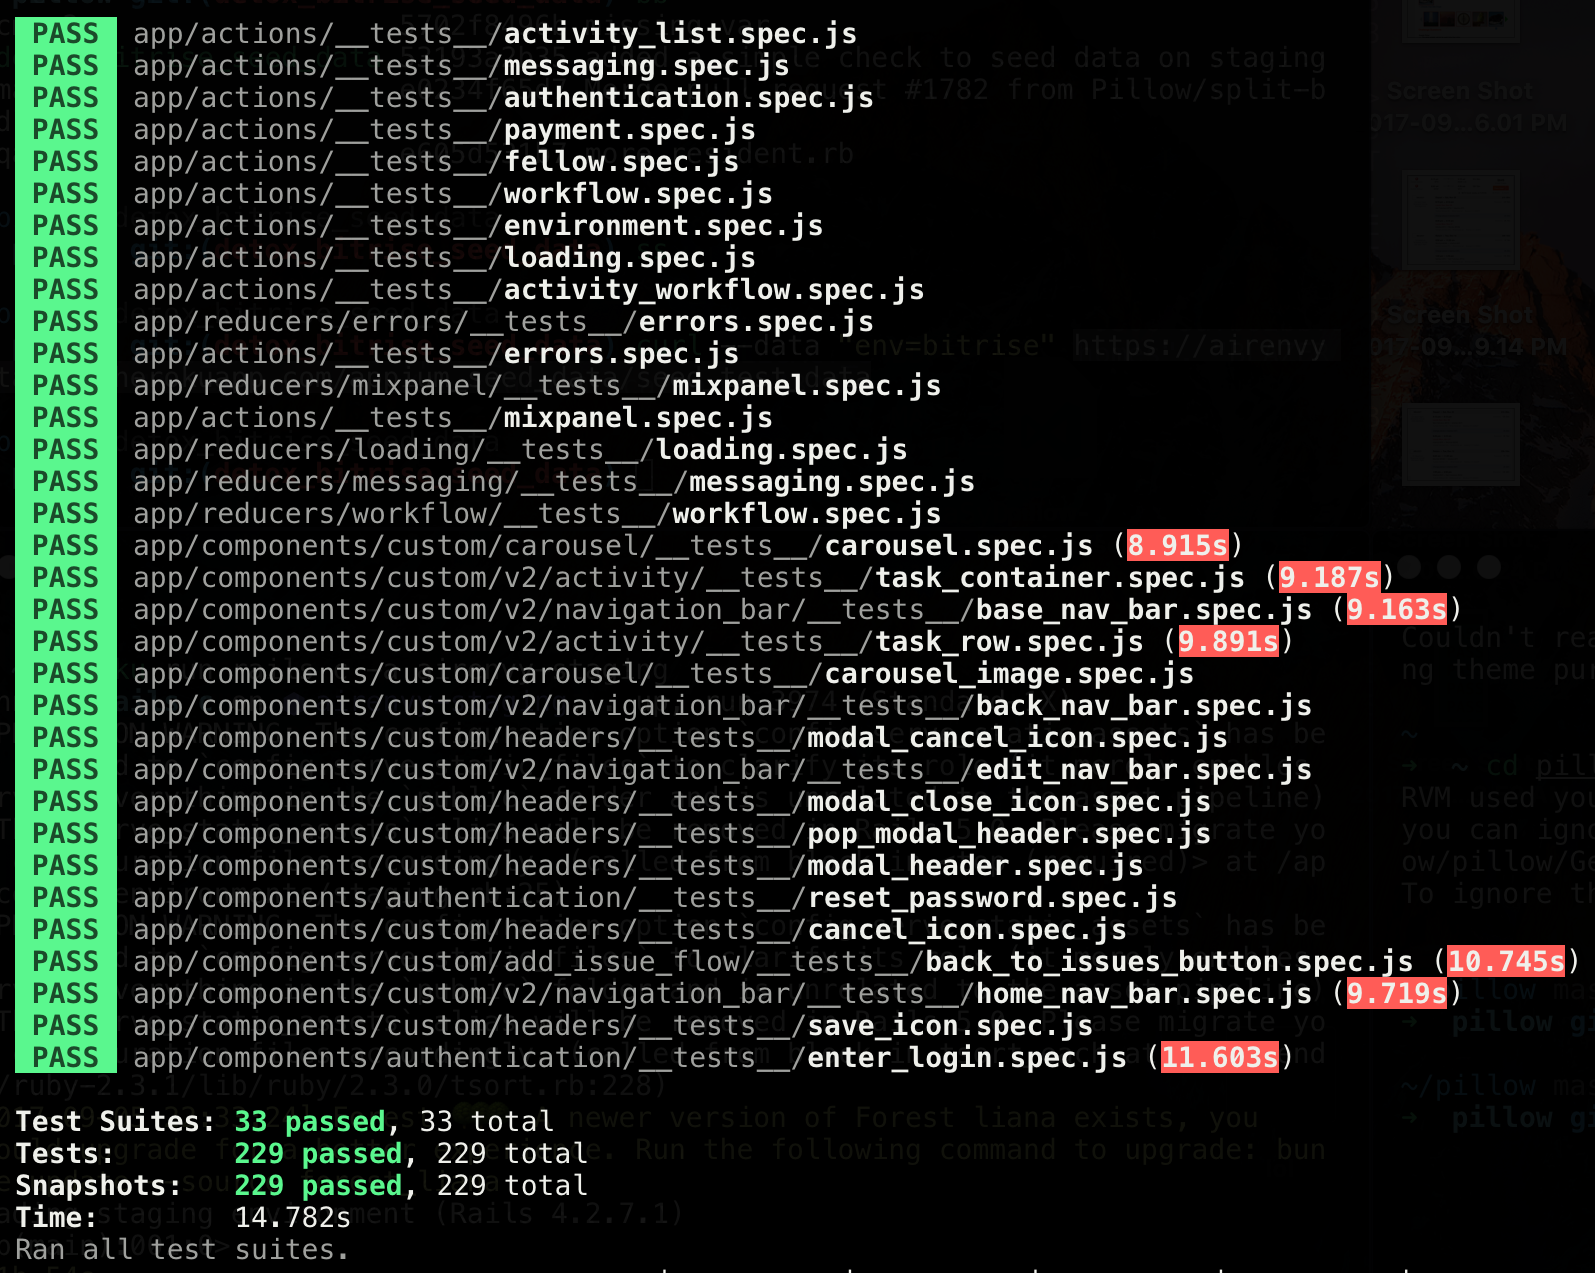 PASS app/actions/__tests__/activity_list.spec.js
PASS app/actions/__tests__/messaging.spec.js
PASS app/actions/__tests__/authentication.spec.js
PASS app/actions/__tests__/payment.spec.js
PASS app/actions/__tests__/fellow.spec.js
PASS app/actions/__tests__/workflow.spec.js
PASS app/actions/__tests__/environment.spec.js
PASS app/actions/__tests__/loading.spec.js
PASS app/actions/__tests__/activity_workflow.spec.js
PASS app/reducers/errors/__tests__/errors.spec.js
PASS app/actions/__tests__/errors.spec.js
PASS app/reducers/mixpanel/__tests__/mixpanel.spec.js
PASS app/actions/__tests__/mixpanel.spec.js
PASS app/reducers/loading/__tests__/loading.spec.js
PASS app/reducers/messaging/__tests__/messaging.spec.js
PASS app/reducers/workflow/__tests__/workflow.spec.js
PASS app/components/custom/carousel/__tests__/carousel.spec.js (8.915s)
PASS app/components/custom/v2/activity/__tests__/task_container.spec.js (9.187s)
PASS app/components/custom/v2/navigation_bar/__tests__/base_nav_bar.spec.js (9.163s)
PASS app/components/custom/v2/activity/__tests__/task_row.spec.js (9.891s)
PASS app/components/custom/carousel/__tests__/carousel_image.spec.js
PASS app/components/custom/v2/navigation_bar/__tests__/back_nav_bar.spec.js
PASS app/components/custom/headers/__tests__/modal_cancel_icon.spec.js
PASS app/components/custom/v2/navigation_bar/__tests__/edit_nav_bar.spec.js
PASS app/components/custom/headers/__tests__/modal_close_icon.spec.js
PASS app/components/custom/headers/__tests__/pop_modal_header.spec.js
PASS app/components/custom/headers/__tests__/modal_header.spec.js
PASS app/components/authentication/__tests__/reset_password.spec.js
PASS app/components/custom/headers/__tests__/cancel_icon.spec.js
PASS app/components/custom/add_issue_flow/__tests__/back_to_issues_button.spec.js (10.745s)
PASS app/components/custom/v2/navigation_bar/__tests__/home_nav_bar.spec.js (9.719s)
PASS app/components/custom/headers/__tests__/save_icon.spec.js
PASS app/components/authentication/__tests__/enter_login.spec.js (11.603s)
Test Suites: 33 passed, 33 total
Tests: 229 passed, 229 total
Snapshots: 229 passed, 229 total
Time: 14.782s
Ran all test suites.